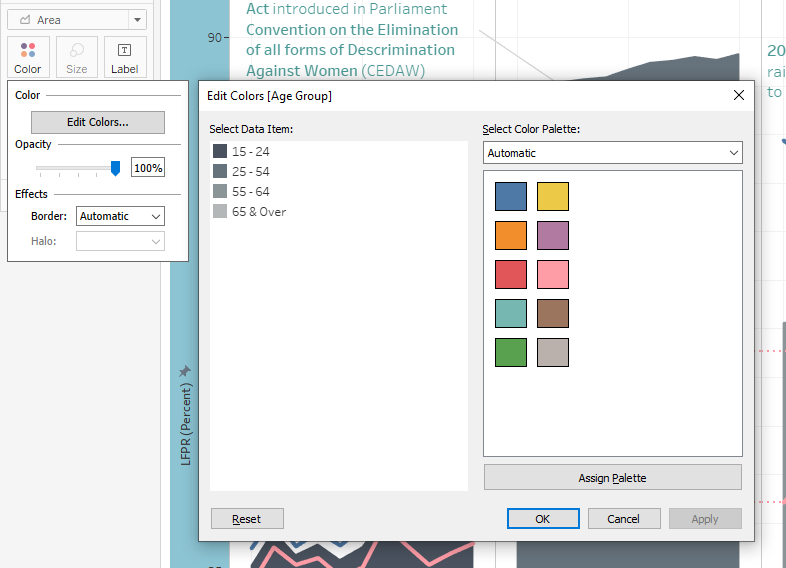 Area
Color
Size
Label
Color
Edit Colors...
Opacity
100%
Effects
Border: Automatic
Halo:
90
Act introduced in Parliament
Convention on the Elimination
of all forms of Descrimination
Against Women (CEDAW)
20
rai
to
LFPR (Percent)
Edit Colors [Age Group]
Select Data Item:
15 - 24
25 - 54
55 - 64
65 & Over
Select Color Palette:
Automatic
Assign Palette
Reset
OK
Cancel
Apply
65